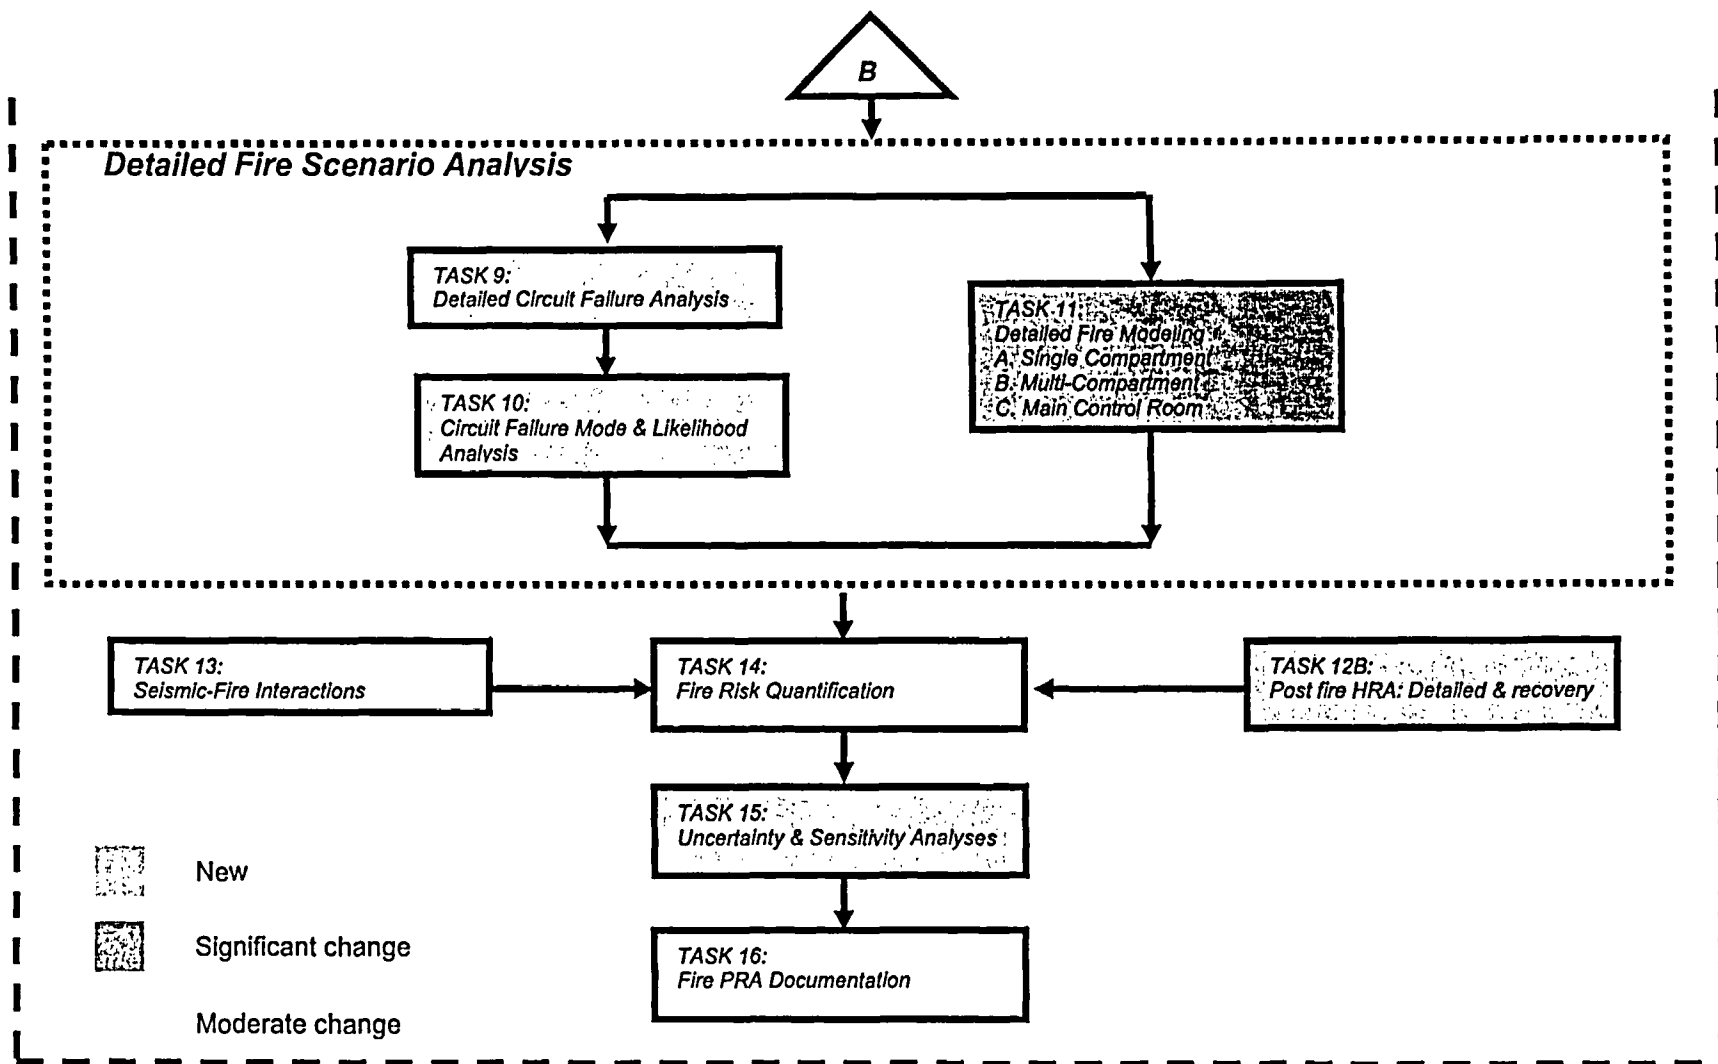 B
Detailed Fire Scenario Analysis
TASK 9:
Detailed Circuit Failure Analysis
TASK 11:
Detailed Fire Modeling
A. Single Compartment
B. Multi-Compartment
C. Main Control Room
TASK 10:
Circuit Failure Mode & Likelihood
Analysis
TASK 13:
Seismic-Fire Interactions
TASK 14:
Fire Risk Quantification
TASK 12B:
Post fire HRA: Detailed & recovery
TASK 15:
Uncertainty & Sensitivity Analyses
New
Significant change
TASK 16:
Fire PRA Documentation
Moderate change